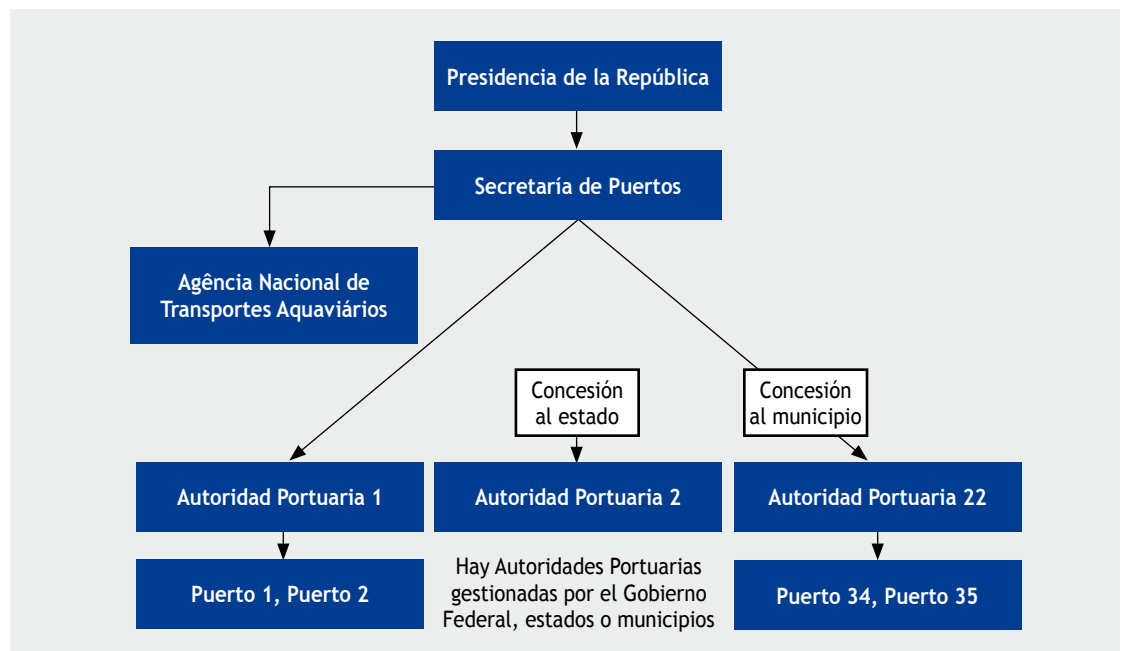 Presidencia de la República
Secretaría de Puertos
Agência Nacional de
Transportes Aquaviários
Concesión
al estado
Concesión
al municipio
Autoridad Portuaria 1
Autoridad Portuaria 2
Autoridad Portuaria 22
Puerto 1, Puerto 2
Hay Autoridades Portuarias
gestionadas por el Gobierno
Federal, estados o municipios
Puerto 34, Puerto 35